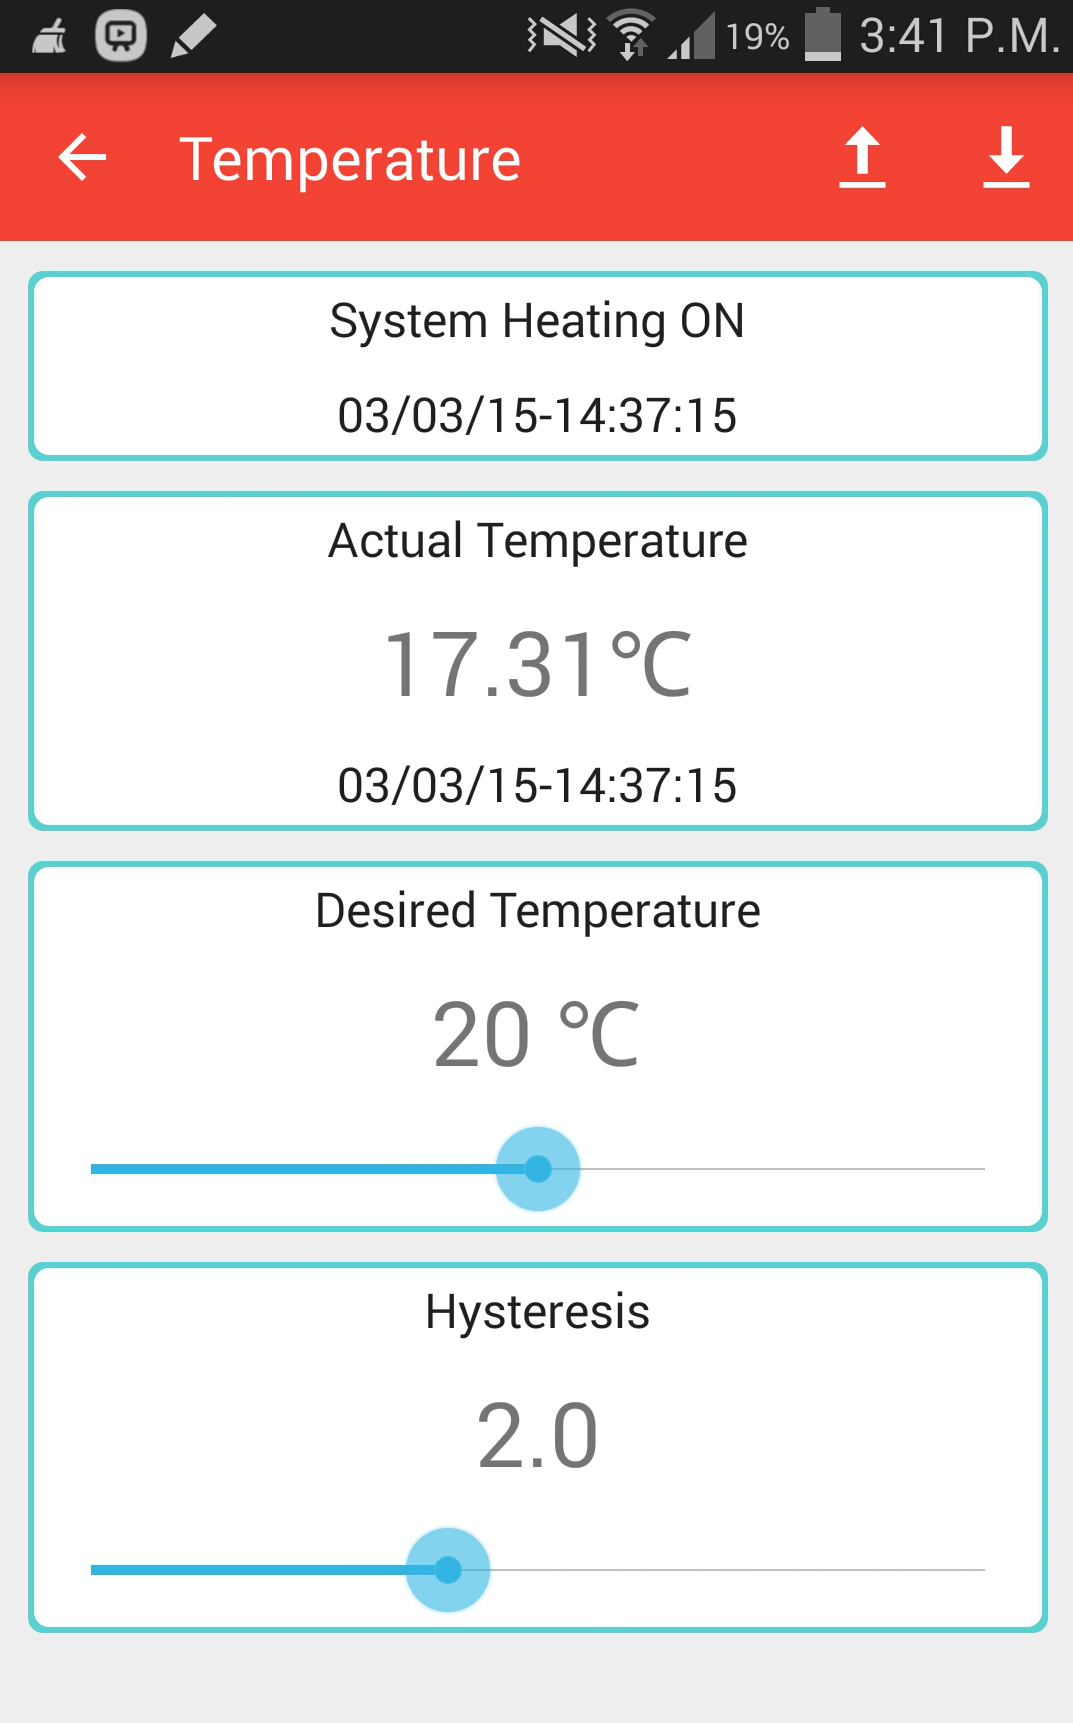 19% 3:41 P.M.
Temperature
System Heating ON
03/03/15-14:37:15
Actual Temperature
17.31℃
03/03/15-14:37:15
Desired Temperature
20 ℃
Hysteresis
2.0